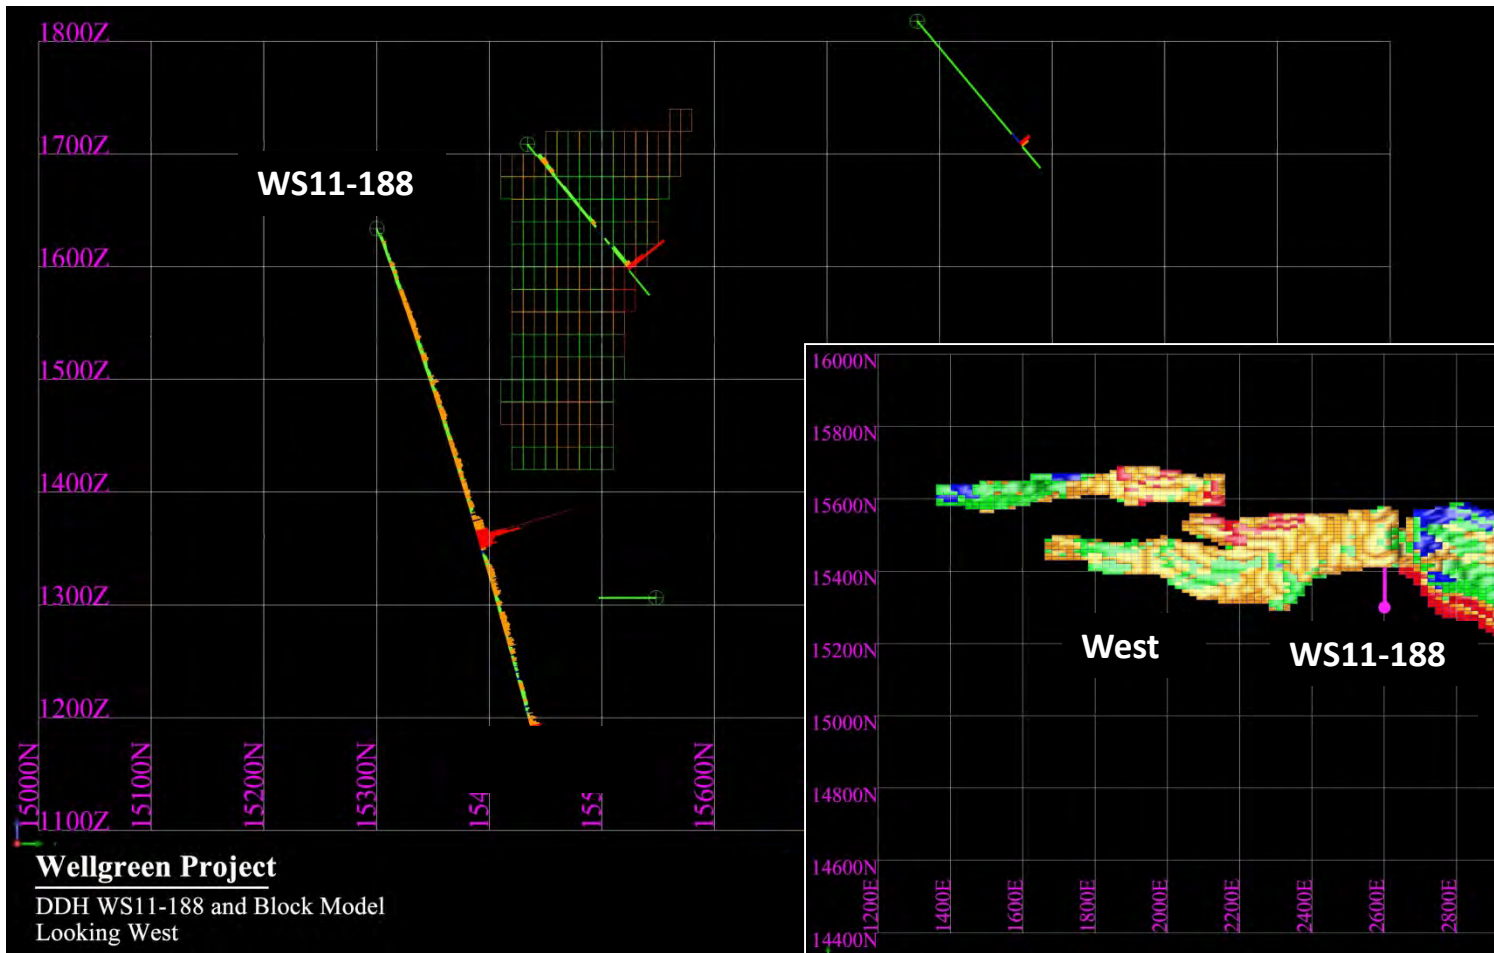 1800Z
1700Z
WS11-188
1600Z
1500Z
1400Z
1300Z
1200Z
1100Z
15000N
15100N
15200N
15300N
15600N
Wellgreen Project
DDH WS11-188 and Block Model
Looking West
16000N
15800N
15600N
15400N
15200N
15000N
14800N
14600N
14400N
West
WS11-188
1200E
1400E
1600E
1800E
2000E
2200E
2400E
2600E
2800E